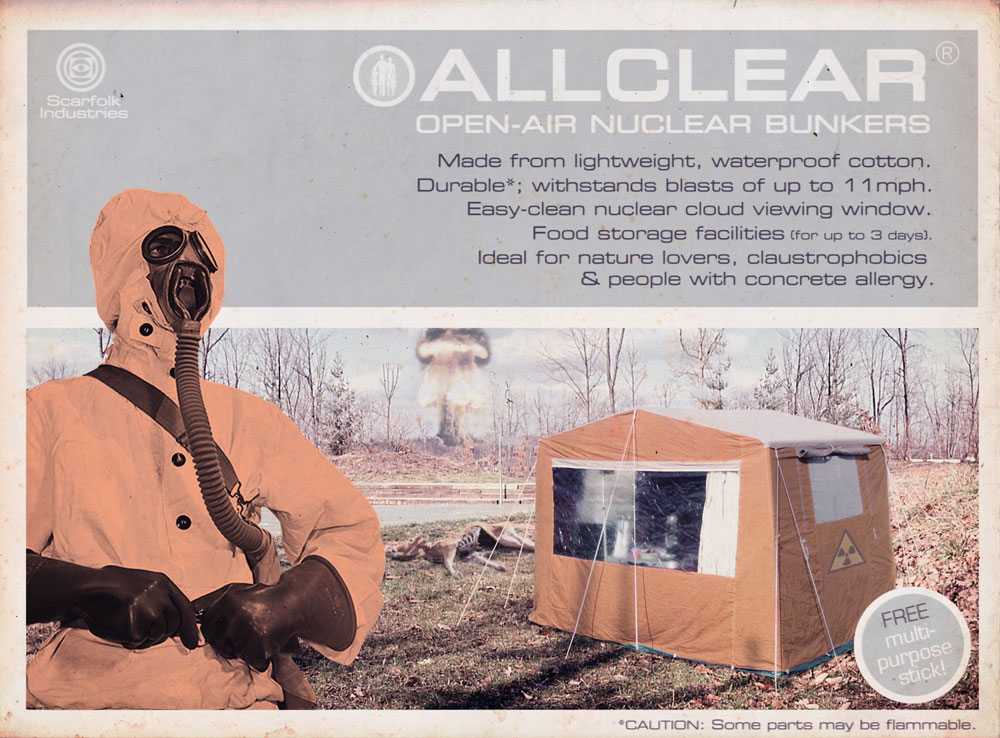 Scarfolk
Industries
ALLCLEAR®
OPEN-AIR NUCLEAR BUNKERS
Made from lightweight, waterproof cotton.
Durable*; withstands blasts of up to 11mph.
Easy-clean nuclear cloud viewing window.
Food storage facilities (for up to 3 days).
Ideal for nature lovers, claustrophobics
& people with concrete allergy.
FREE
multi-
purpose
stick!
*CAUTION: Some parts may be flammable.